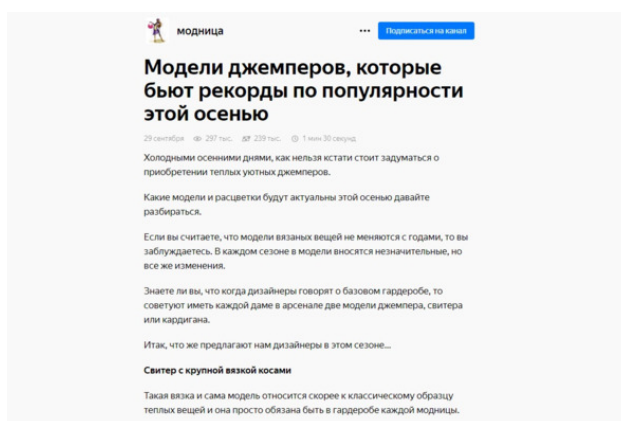 модница
Подписаться на канал
Модели джемперов, которые
бьют рекорды по популярности
этой осенью
29 сентября 297 тыс. 239 тыс. 1 мин 30 секунд
Холодными осенними днями, как нельзя кстати стоит задуматься о
приобретении теплых уютных джемперов.
Какие модели и расцветки будут актуальны этой осенью давайте
разбираться.
Если вы считаете, что модели вязаных вещей не меняются с годами, то вы
заблуждаетесь. В каждом сезоне в модели вносятся незначительные, но
все же изменения.
Знаете ли вы, что когда дизайнеры говорят о базовом гардеробе, то
советуют иметь каждой даме в арсенале две модели джемпера, свитера
или кардигана.
Итак, что же предлагают нам дизайнеры в этом сезоне...
Свитер с крупной вязкой косами
Такая вязка и сама модель относится скорее к классическому образцу
теплых вещей и она просто обязана быть в гардеробе каждой модницы.